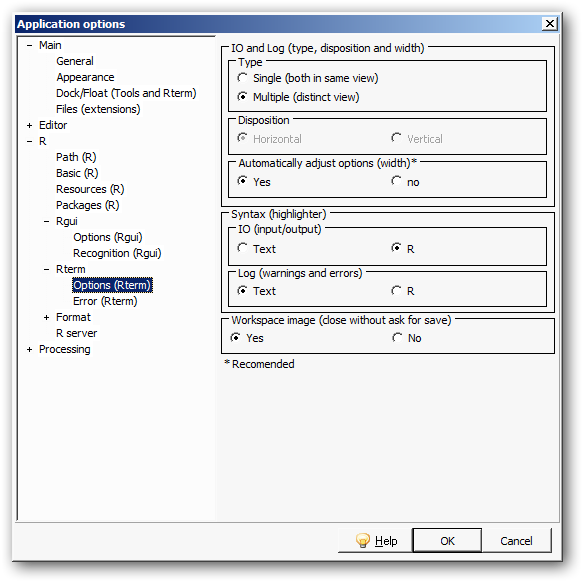 Application options
Main
General
Appearance
Dock/Float (Tools and Rterm)
Files (extensions)
Editor
R
Path (R)
Basic (R)
Resources (R)
Packages (R)
Rgui
Options (Rgui)
Recognition (Rgui)
Rterm
Options (Rterm)
Error (Rterm)
Format
R server
Processing
IO and Log (type, disposition and width)
Type
Single (both in same view)
Multiple (distinct view)
Disposition
Horizontal Vertical
Automatically adjust options (width)*
Yes no
Syntax (highlighter)
IO (input/output)
Text R
Log (warnings and errors)
Text R
Workspace image (close without ask for save)
Yes No
* Recomended
Help OK Cancel